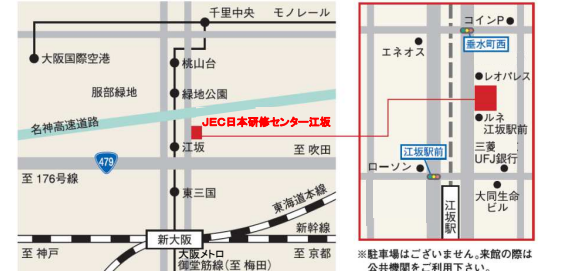 千里中央
モノレール
大阪国際空港
桃山台
服部緑地
緑地公園
名神高速道路
JEC日本研修センター江坂
江坂
至 吹田
479
至 176号線
東三国
東海道本線
新幹線
新大阪
至 神戸
大阪メトロ
御堂筋線(至 梅田)
至 京都
コインP
エネオス
垂水町西
レオパレス
ルネ
江坂駅前
江坂駅前
三菱
UFJ銀行
ローソン
江坂駅
大同生命
ビル
※駐車場はございません。来館の際は
公共機関をご利用下さい。